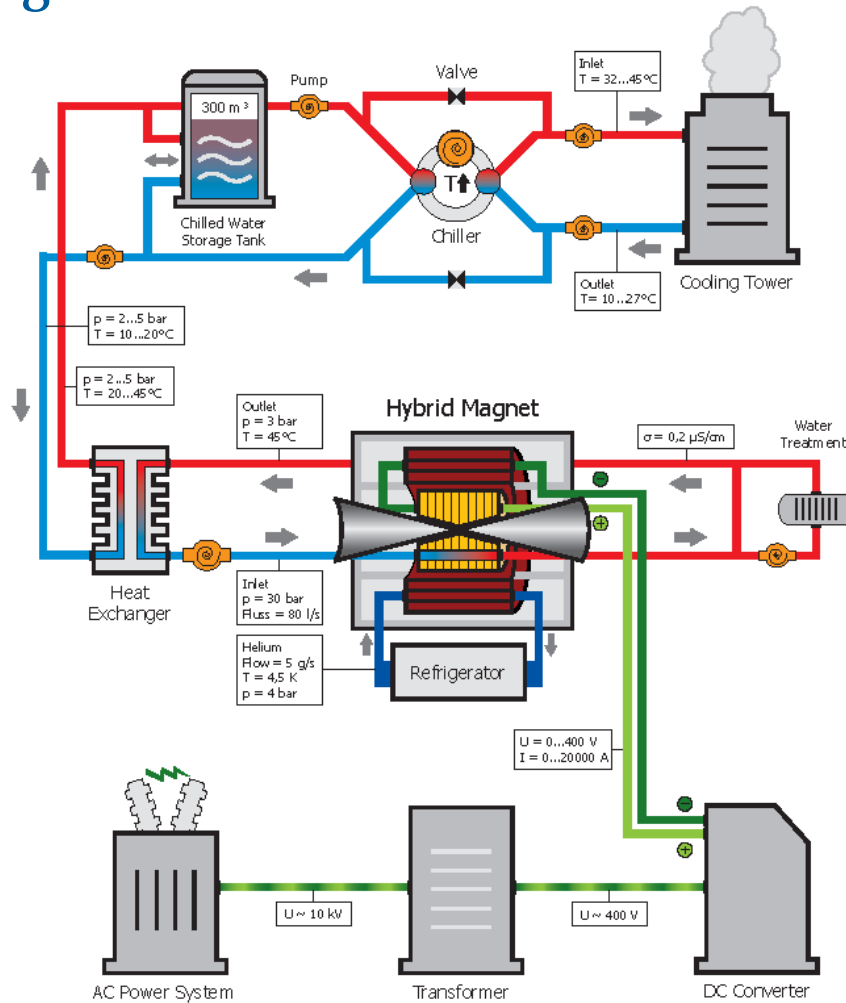 g
Pump
Valve
Inlet
T = 32...45°C
300 m³
T
Chiller
Chilled Water
Storage Tank
Outlet
T= 10...27°C
Cooling Tower
p = 2...5 bar
T = 10...20°C
p = 2...5 bar
T = 20...45°C
Outlet
p = 3 bar
T = 45°C
Hybrid Magnet
σ = 0,2 µS/cm
Water
Treatment
Heat
Exchanger
Inlet
p = 30 bar
Fluss = 80 l/s
Helium
Flow = 5 g/s
T = 4,5 K
p = 4 bar
Refrigerator
U = 0...400 V
I = 0...20000 A
U ~ 10 kV
U ~ 400 V
AC Power System
Transformer
DC Converter